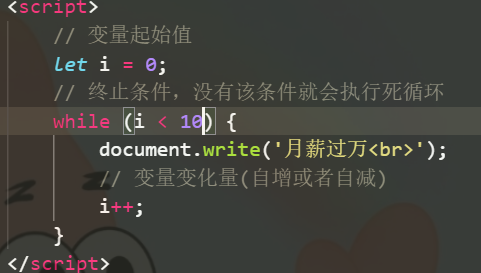 <script>
// 变量起始值
let i = 0;
// 终止条件，没有该条件就会执行死循环
while (i < 10) {
document.write('月薪过万<br>');
// 变量变化量(自增或者自减)
i++;
}
</script>